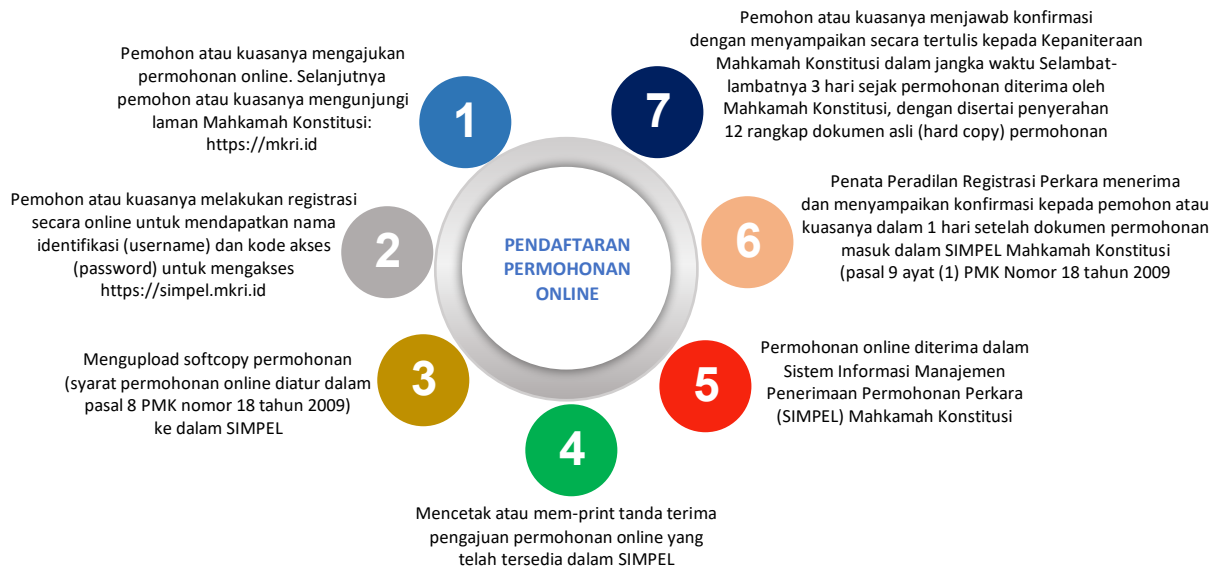 PENDAFTARAN
PERMOHONAN
ONLINE
1
Pemohon atau kuasanya mengajukan
permohonan online. Selanjutnya
pemohon atau kuasanya mengunjungi
laman Mahkamah Konstitusi:
https://mkri.id
2
Pemohon atau kuasanya melakukan registrasi
secara online untuk mendapatkan nama
identifikasi (username) dan kode akses
(password) untuk mengakses
https://simpel.mkri.id
3
Mengupload softcopy permohonan
(syarat permohonan online diatur dalam
pasal 8 PMK nomor 18 tahun 2009)
ke dalam SIMPEL
4
Mencetak atau mem-print tanda terima
pengajuan permohonan online yang
telah tersedia dalam SIMPEL
5
Permohonan online diterima dalam
Sistem Informasi Manajemen
Penerimaan Permohonan Perkara
(SIMPEL) Mahkamah Konstitusi
6
Penata Peradilan Registrasi Perkara menerima
dan menyampaikan konfirmasi kepada pemohon atau
kuasanya dalam 1 hari setelah dokumen permohonan
masuk dalam SIMPEL Mahkamah Konstitusi
(pasal 9 ayat (1) PMK Nomor 18 tahun 2009
7
Pemohon atau kuasanya menjawab konfirmasi
dengan menyampaikan secara tertulis kepada Kepaniteraan
Mahkamah Konstitusi dalam jangka waktu Selambat-
lambatnya 3 hari sejak permohonan diterima oleh
Mahkamah Konstitusi, dengan disertai penyerahan
12 rangkap dokumen asli (hard copy) permohonan